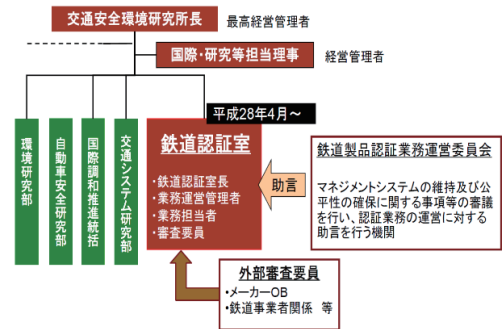 交通安全環境研究所長
最高経営管理者
国際・研究等担当理事
経営管理者
平成28年4月～
環境研究部
自動車安全研究部
国際調和推進統括
交通システム研究部
鉄道認証室
・鉄道認証室長
・業務運営管理者
・業務担当者
・審査要員
助言
鉄道製品認証業務運営委員会
マネジメントシステムの維持及び公
平性の確保に関する事項等の審議
を行い、認証業務の運営に対する
助言を行う機関
外部審査要員
・メーカーOB
・鉄道事業者関係 等